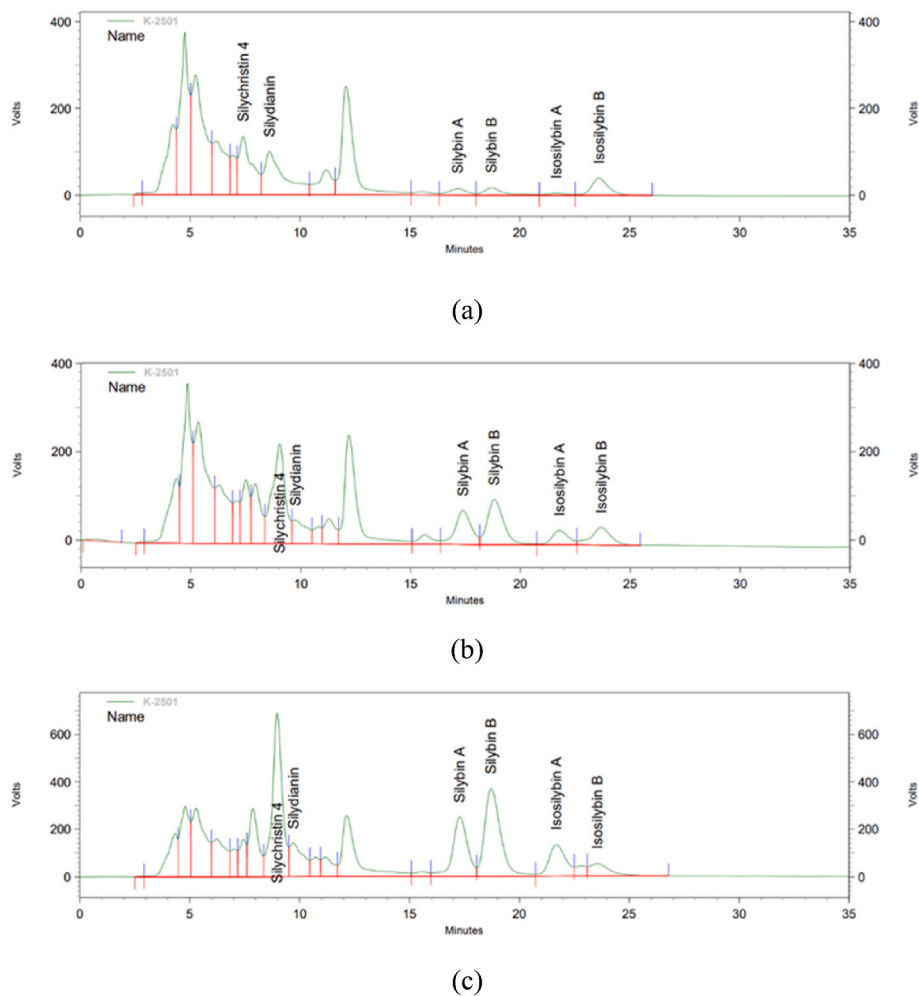 K-2501
Name
Silychristin 4
Silydianin
Silybin A
Silybin B
Isosilybin A
Isosilybin B
400
200
0
Volts
400
200
0
Volts
0 5 10 15 20 25 30 35
Minutes
(a)
K-2501
Name
Silychristin 4
Silydianin
Silybin A
Silybin B
Isosilybin A
Isosilybin B
400
200
0
Volts
400
200
0
Volts
0 5 10 15 20 25 30 35
Minutes
(b)
K-2501
Name
Silychristin 4
Silydianin
Silybin A
Silybin B
Isosilybin A
Isosilybin B
600
400
200
0
Volts
600
400
200
0
Volts
0 5 10 15 20 25 30 35
Minutes
(c)